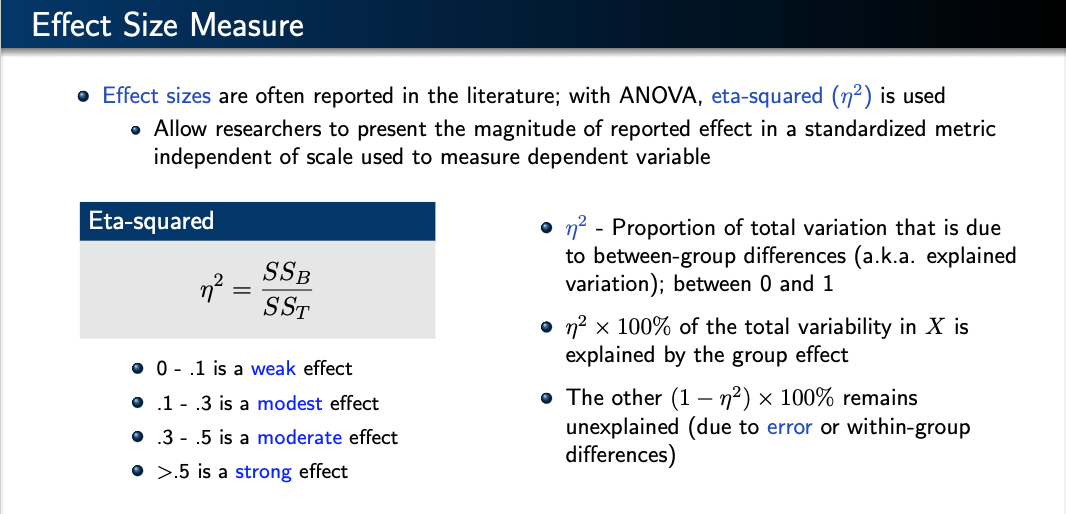 Effect Size Measure
Effect sizes are often reported in the literature; with ANOVA, eta-squared (η²) is used
Allow researchers to present the magnitude of reported effect in a standardized metric
independent of scale used to measure dependent variable
Eta-squared
η² = SS_B / SS_T
0 - .1 is a weak effect
.1 - .3 is a modest effect
.3 - .5 is a moderate effect
>.5 is a strong effect
η² - Proportion of total variation that is due
to between-group differences (a.k.a. explained
variation); between 0 and 1
η² × 100% of the total variability in X is
explained by the group effect
The other (1 − η²) × 100% remains
unexplained (due to error or within-group
differences)